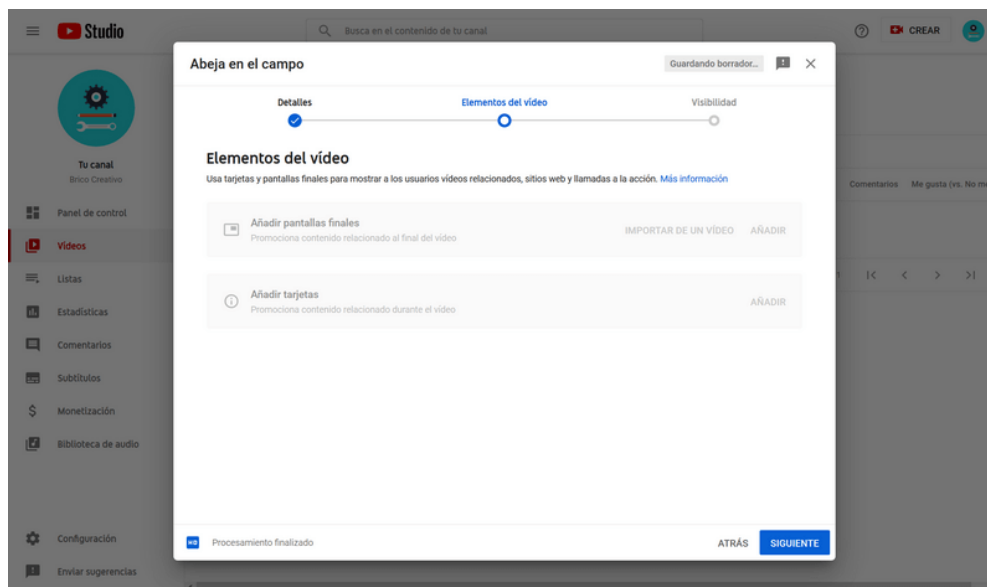 Studio
Busca en el contenido de tu canal
CREAR
Abeja en el campo
Guardando borrador...
Detalles
Elementos del vídeo
Visibilidad
Elementos del vídeo
Usa tarjetas y pantallas finales para mostrar a los usuarios vídeos relacionados, sitios web y llamadas a la acción. Más información
Añadir pantallas finales
Promociona contenido relacionado al final del vídeo
IMPORTAR DE UN VÍDEO
AÑADIR
Añadir tarjetas
Promociona contenido relacionado durante el vídeo
AÑADIR
HD
Procesamiento finalizado
ATRÁS
SIGUIENTE
Tu canal
Brico Creativo
Panel de control
Vídeos
Listas
Estadísticas
Comentarios
Subtítulos
Monetización
Biblioteca de audio
Configuración
Enviar sugerencias
Comentarios
Me gusta (vs. No m